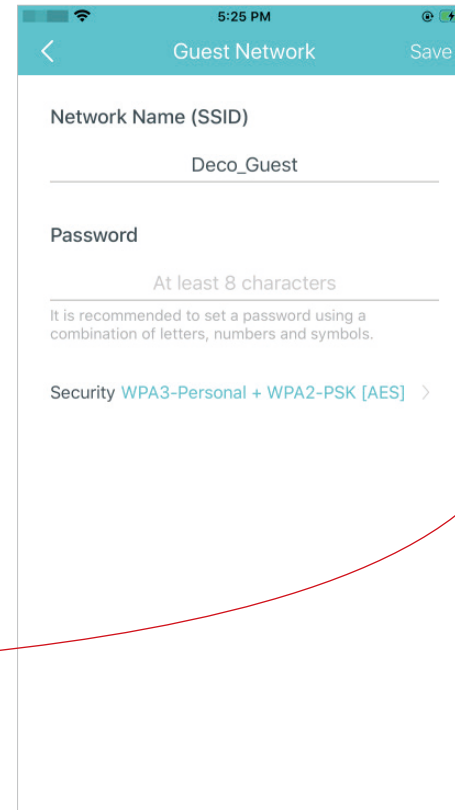 5:25 PM
Guest Network
Save
Network Name (SSID)
Deco_Guest
Password
At least 8 characters
It is recommended to set a password using a
combination of letters, numbers and symbols.
Security WPA3-Personal + WPA2-PSK [AES]